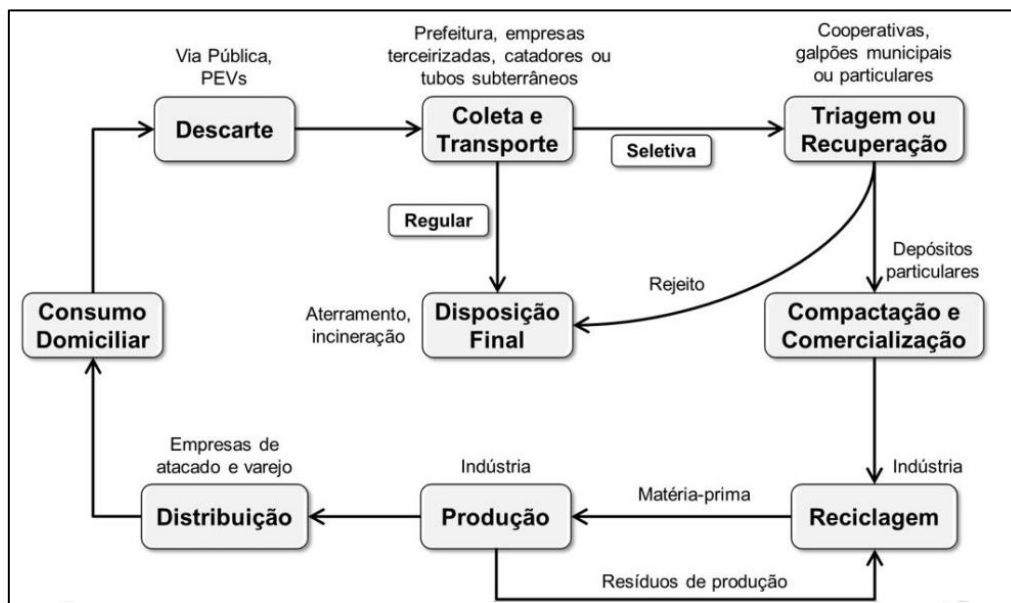 Via Pública,
PEVs
Descarte
Prefeitura, empresas
terceirizadas, catadores ou
tubos subterrâneos
Coleta e
Transporte
Seletiva
Cooperativas,
galpões municipais
ou particulares
Triagem ou
Recuperação
Regular
Rejeito
Depósitos
particulares
Consumo
Domiciliar
Aterramento,
incineração
Disposição
Final
Compactação e
Comercialização
Empresas de
atacado e varejo
Distribuição
Indústria
Produção
Matéria-prima
Indústria
Reciclagem
Resíduos de produção